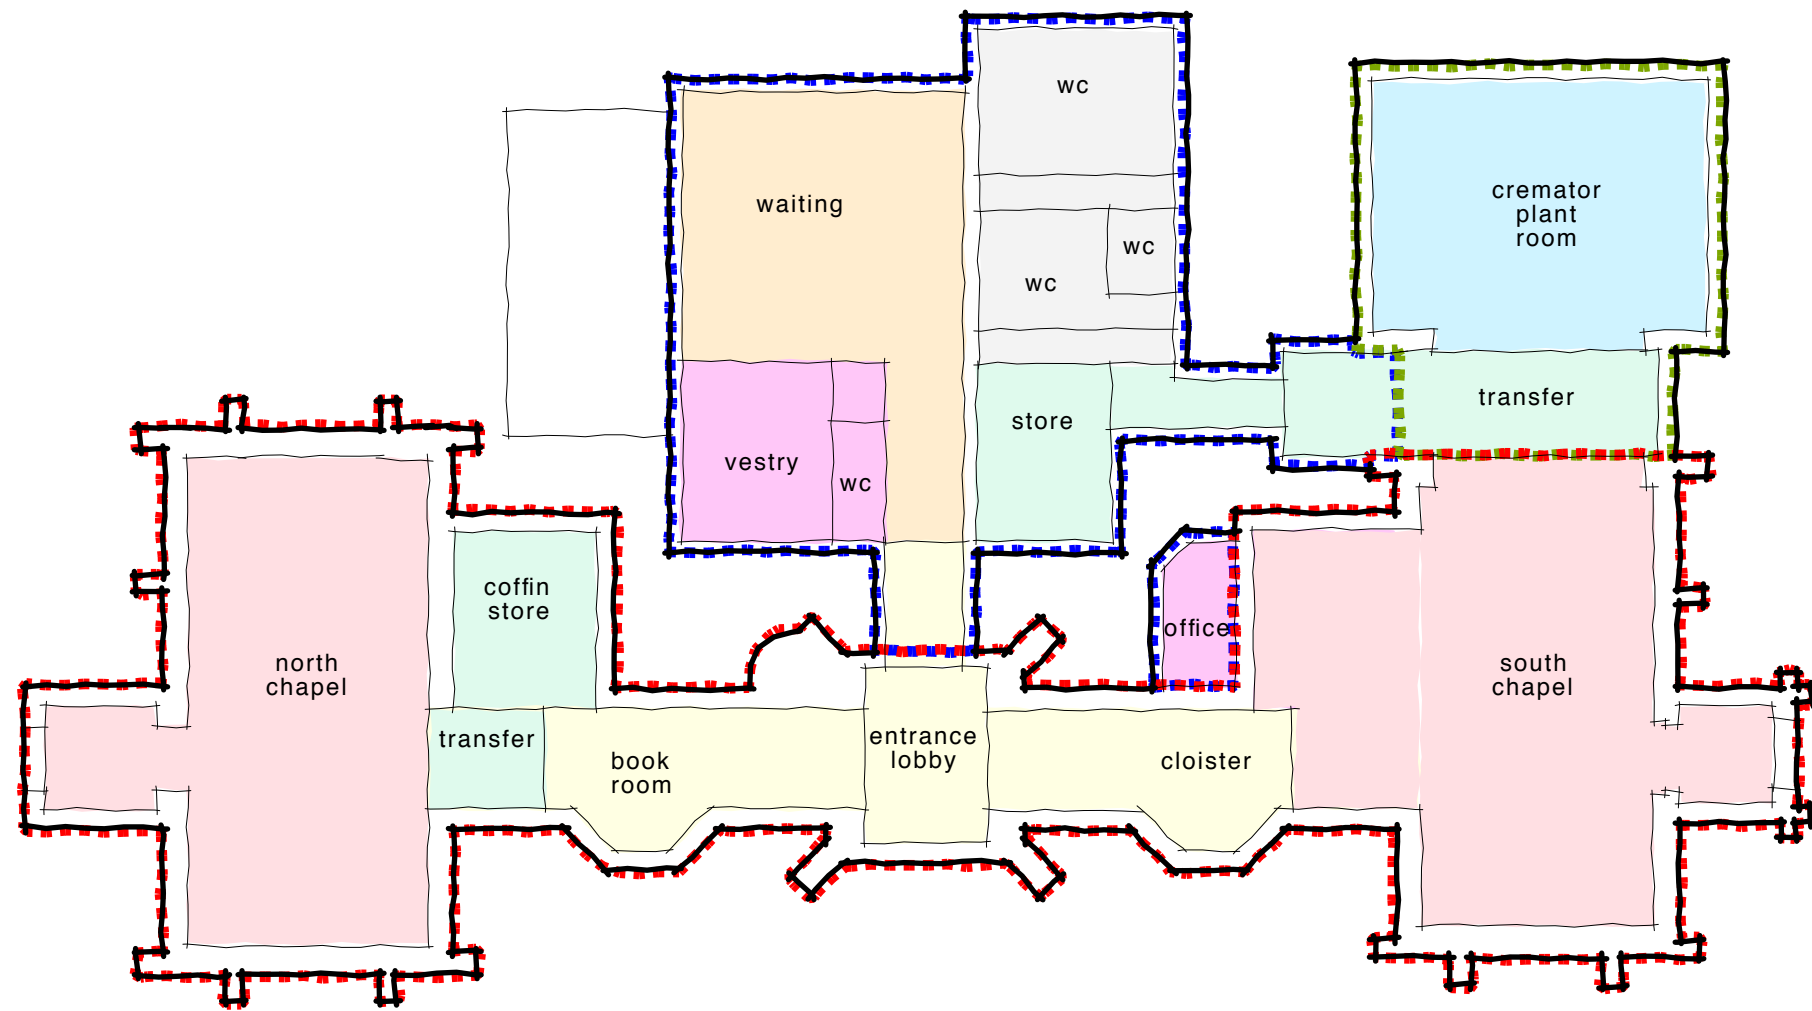 wc
waiting
cremator
plant
room
wc
wc
transfer
store
vestry
wc
coffin
store
office
north
chapel
south
chapel
transfer
book
room
entrance
lobby
cloister